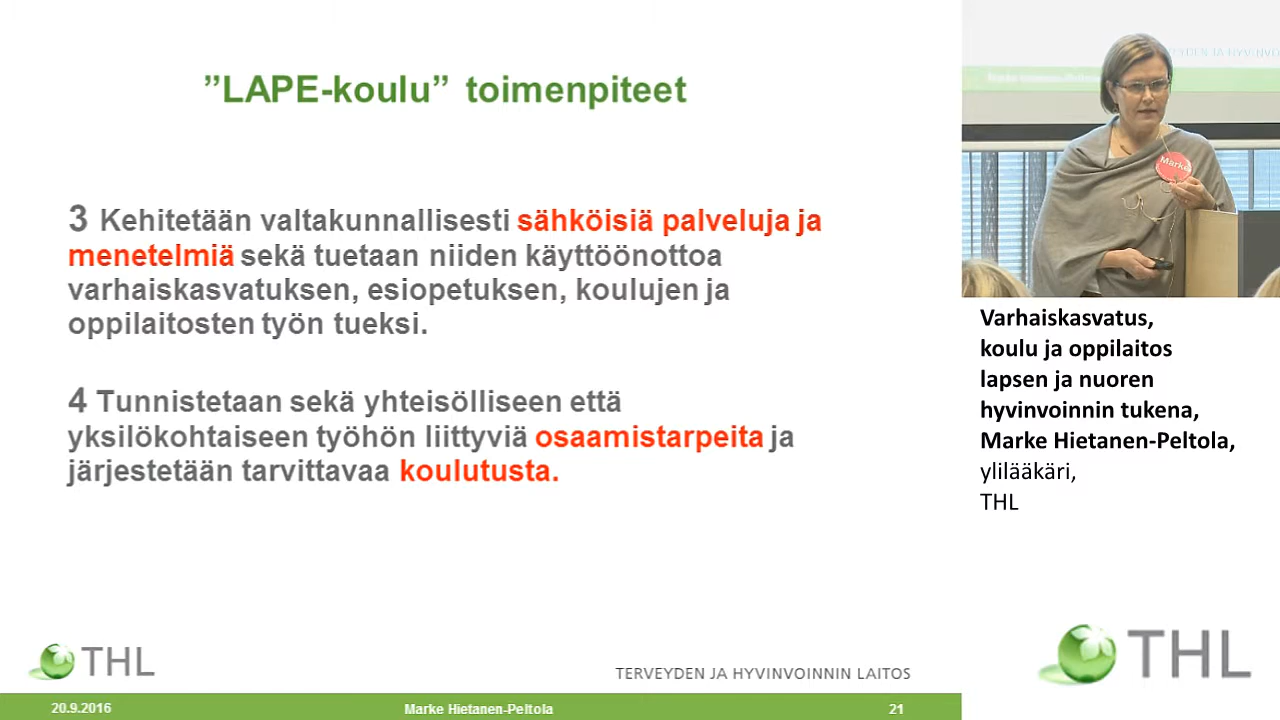 ”LAPE-koulu” toimenpiteet
3 Kehitetään valtakunnallisesti sähköisiä palveluja ja
menetelmiä sekä tuetaan niiden käyttöönottoa
varhaiskasvatuksen, esiopetuksen, koulujen ja
oppilaitosten työn tueksi.
4 Tunnistetaan sekä yhteisölliseen että
yksilökohtaiseen työhön liittyviä osaamistarpeita ja
järjestetään tarvittavaa koulutusta.
THL
TERVEYDEN JA HYVINVOINNIN LAITOS
20.9.2016
Marke Hietanen-Peltola
21
Marke
Varhaiskasvatus,
koulu ja oppilaitos
lapsen ja nuoren
hyvinvoinnin tukena,
Marke Hietanen-Peltola,
ylilääkäri,
THL
THL